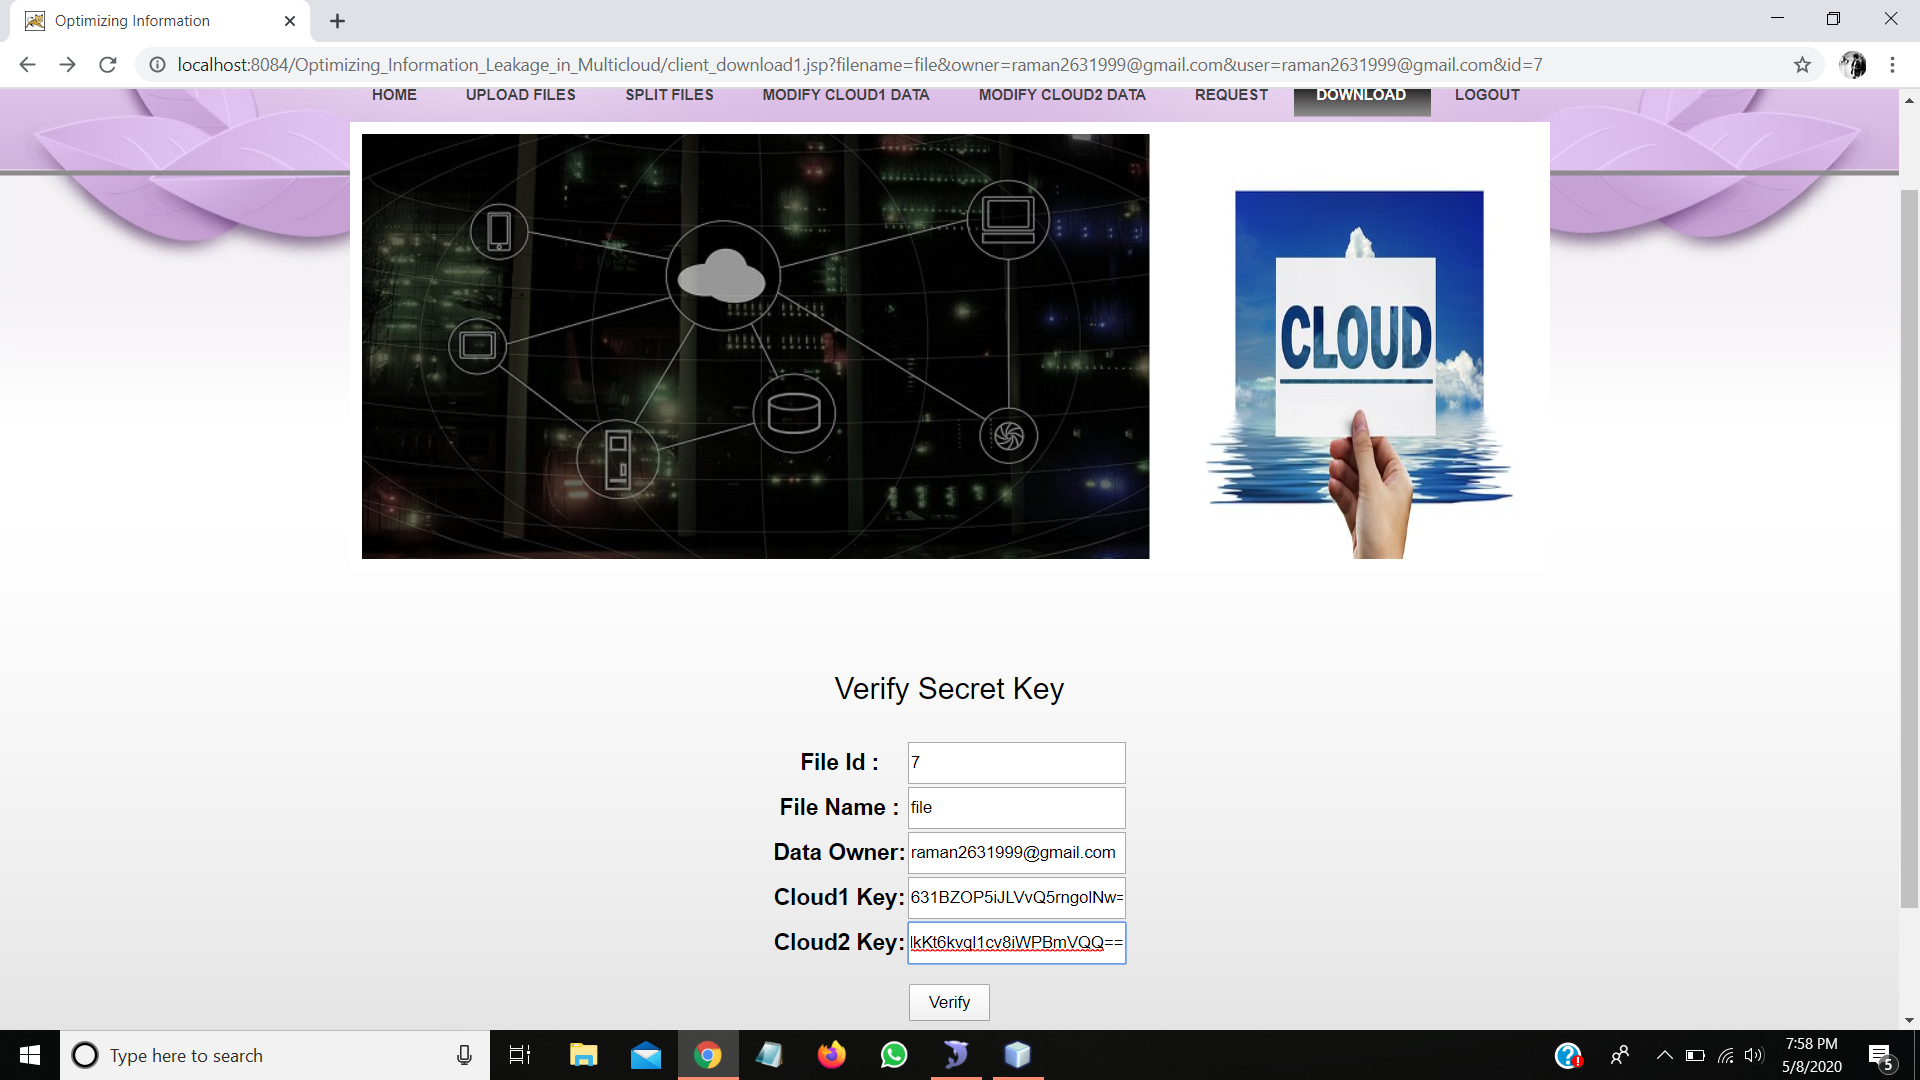 Optimizing Information
localhost:8084/Optimizing_Information_Leakage_in_Multicloud/client_download1.jsp?filename=file&owner=raman2631999@gmail.com&user=raman2631999@gmail.com&id=7
HOME UPLOAD FILES SPLIT FILES MODIFY CLOUD1 DATA MODIFY CLOUD2 DATA REQUEST DOWNLOAD LOGOUT
CLOUD
Verify Secret Key
File Id : 7
File Name : file
Data Owner: raman2631999@gmail.com
Cloud1 Key: 631BZOP5iJLVvQ5rngolNw=
Cloud2 Key: lkKt6kvqI1cv8iWPBmVQQ==
Verify
Type here to search
7:58 PM
5/8/2020
5